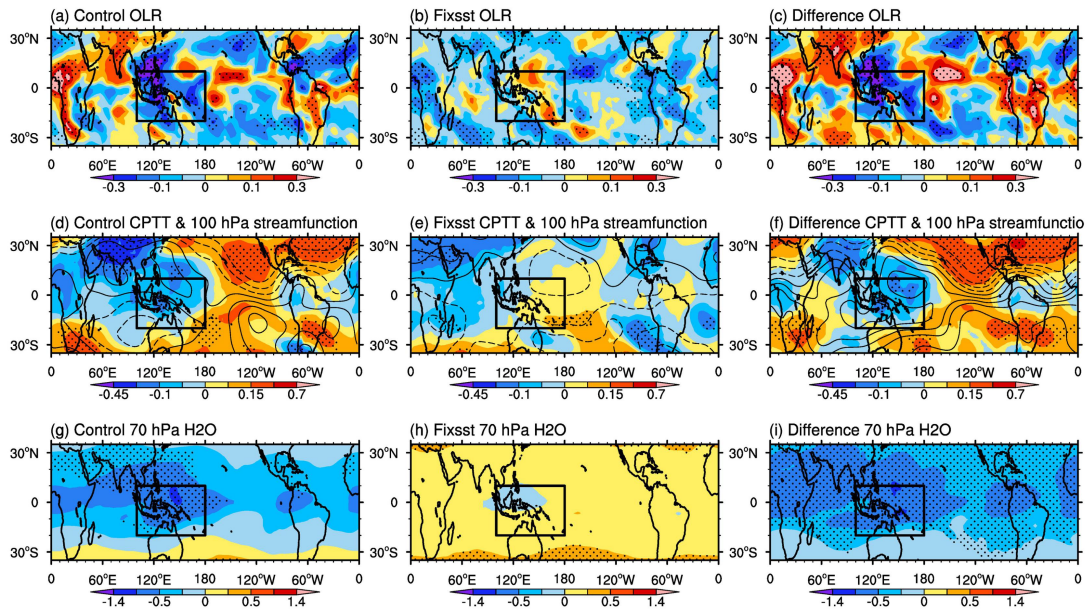 (a) Control OLR
(b) Fixsst OLR
(c) Difference OLR
30°N 30°N 30°N
0 0 0
30°S 30°S 30°S
0 60°E 120°E 180 120°W 60°W 0 0 60°E 120°E 180 120°W 60°W 0 0 60°E 120°E 180 120°W 60°W 0
-0.3 -0.1 0 0.1 0.3 -0.3 -0.1 0 0.1 0.3 -0.3 -0.1 0 0.1 0.3
(d) Control CPTT & 100 hPa streamfunction
(e) Fixsst CPTT & 100 hPa streamfunction
(f) Difference CPTT & 100 hPa streamfunctio
30°N 30°N 30°N
0 0 0
30°S 30°S 30°S
0 60°E 120°E 180 120°W 60°W 0 0 60°E 120°E 180 120°W 60°W 0 0 60°E 120°E 180 120°W 60°W 0
-0.45 -0.1 0 0.15 0.7 -0.45 -0.1 0 0.15 0.7 -0.45 -0.1 0 0.15 0.7
(g) Control 70 hPa H2O
(h) Fixsst 70 hPa H2O
(i) Difference 70 hPa H2O
30°N 30°N 30°N
0 0 0
30°S 30°S 30°S
0 60°E 120°E 180 120°W 60°W 0 0 60°E 120°E 180 120°W 60°W 0 0 60°E 120°E 180 120°W 60°W 0
-1.4 -0.5 0 0.5 1.4 -1.4 -0.5 0 0.5 1.4 -1.4 -0.5 0 0.5 1.4